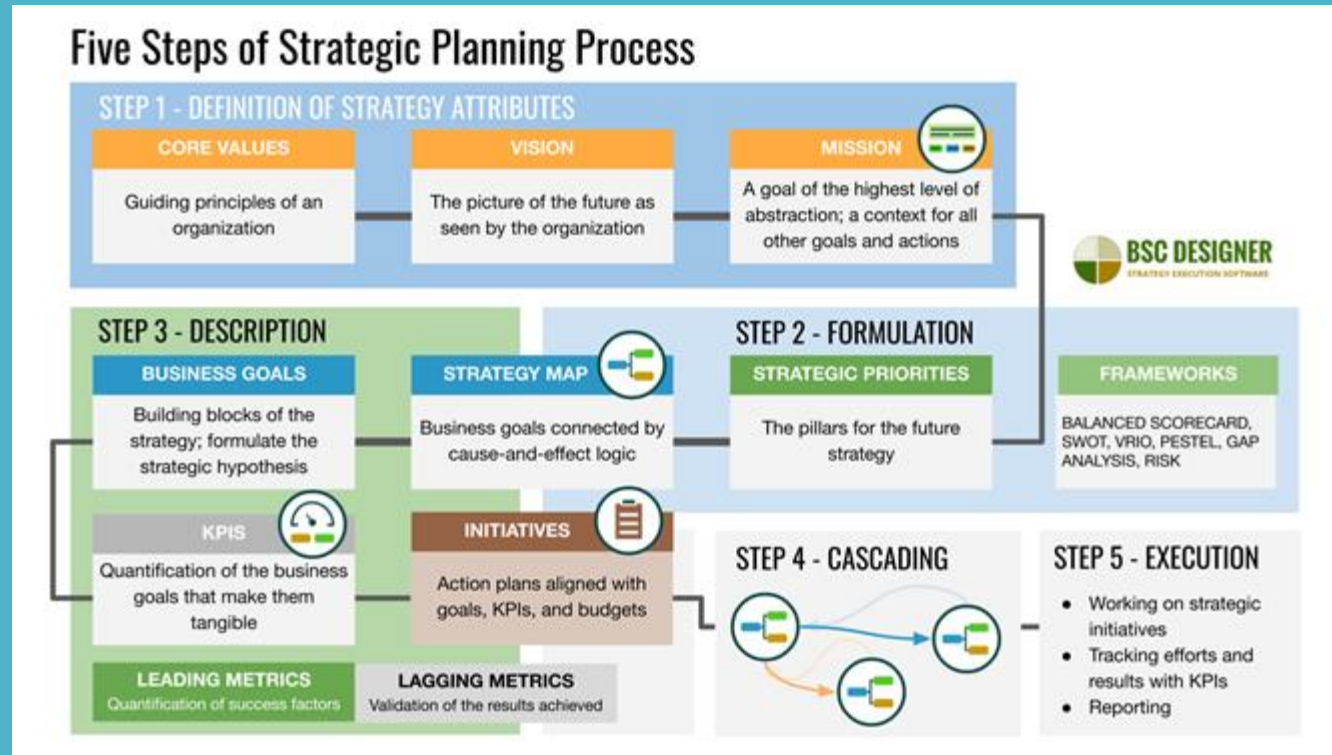 Five Steps of Strategic Planning Process
STEP 1 - DEFINITION OF STRATEGY ATTRIBUTES
CORE VALUES
Guiding principles of an
organization
VISION
The picture of the future as
seen by the organization
MISSION
A goal of the highest level of
abstraction; a context for all
other goals and actions
BSC DESIGNER
STRATEGY EXECUTION SOFTWARE
STEP 2 - FORMULATION
STRATEGIC PRIORITIES
The pillars for the future
strategy
FRAMEWORKS
BALANCED SCORECARD,
SWOT, VRIO, PESTEL, GAP
ANALYSIS, RISK
STEP 3 - DESCRIPTION
STRATEGY MAP
Business goals connected by
cause-and-effect logic
BUSINESS GOALS
Building blocks of the
strategy; formulate the
strategic hypothesis
KPIS
Quantification of the business
goals that make them
tangible
INITIATIVES
Action plans aligned with
goals, KPIs, and budgets
LEADING METRICS
Quantification of success factors
LAGGING METRICS
Validation of the results achieved
STEP 4 - CASCADING
STEP 5 - EXECUTION
● Working on strategic
initiatives
● Tracking efforts and
results with KPIs
● Reporting